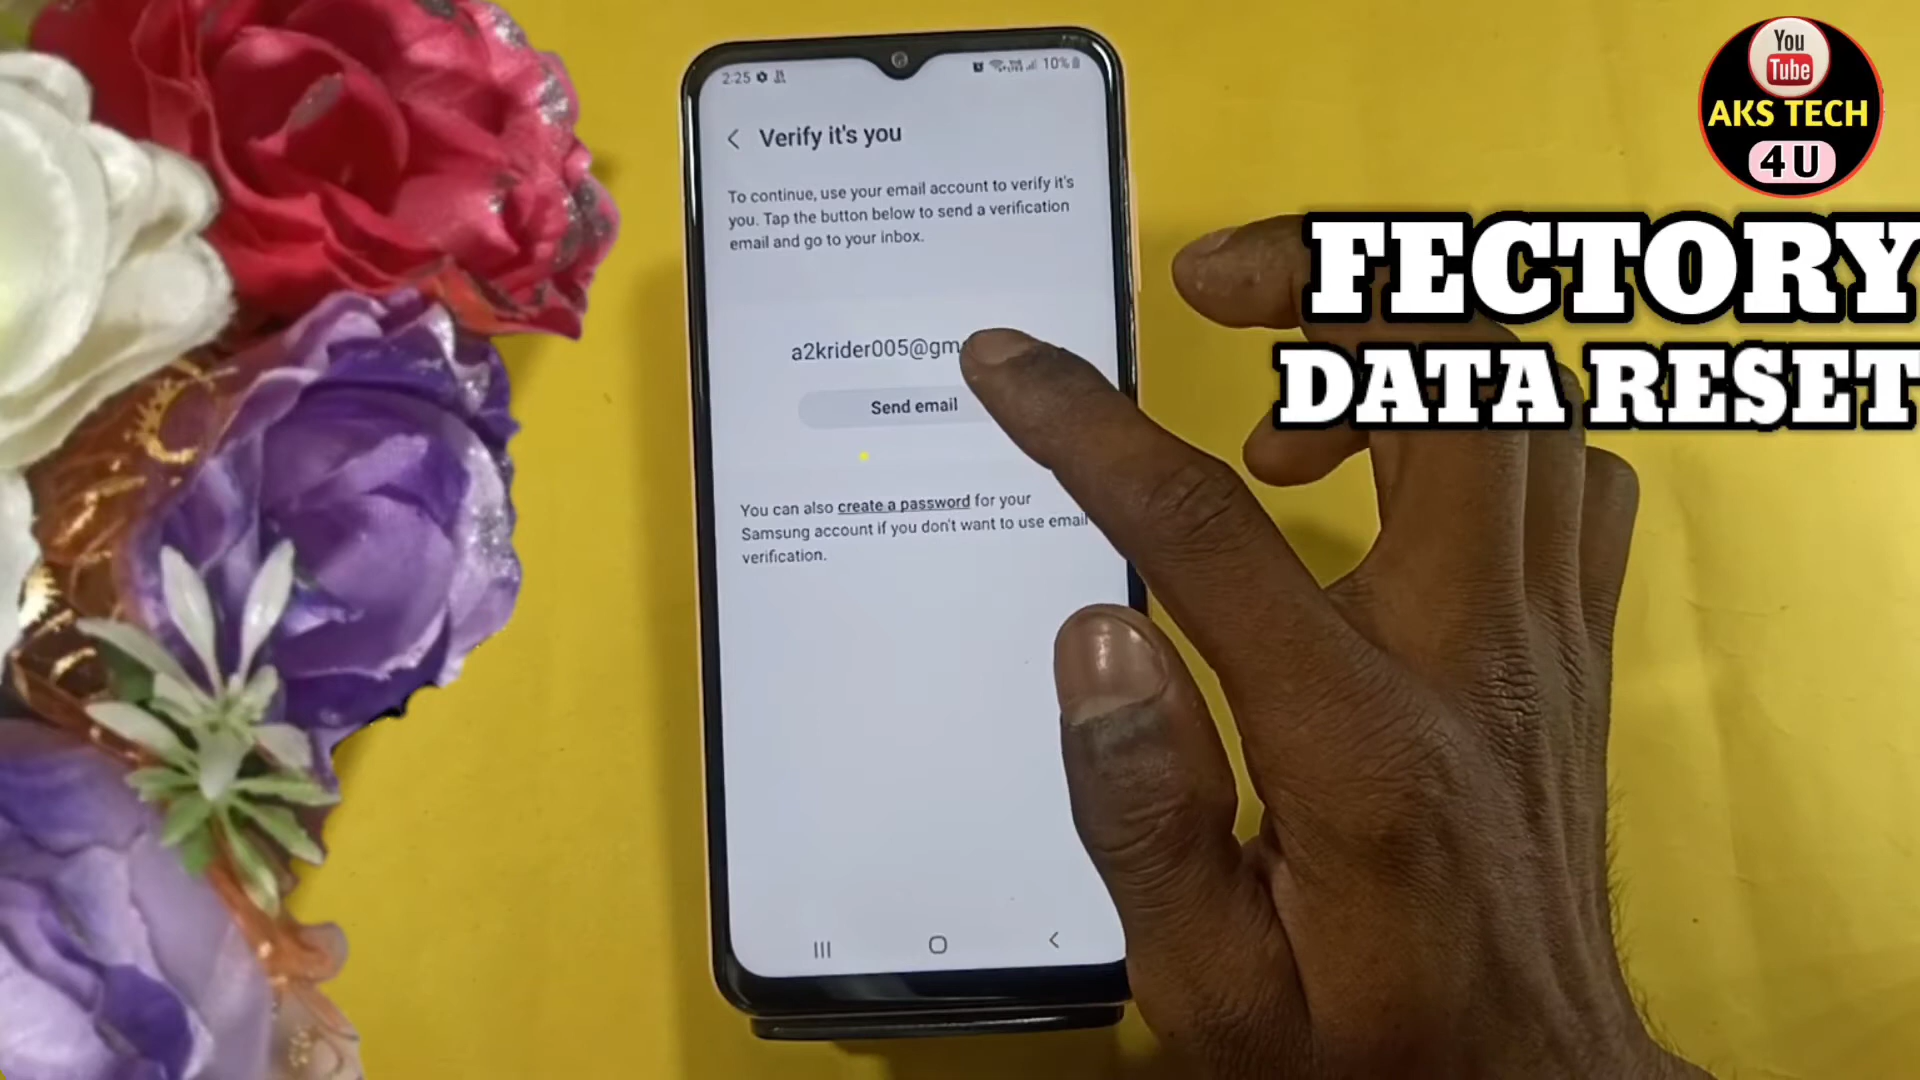 2:25
10%
Verify it's you
To continue, use your email account to verify it's
you. Tap the button below to send a verification
email and go to your inbox.
a2krider005@gm
Send email
You can also create a password for your
Samsung account if you don't want to use email
verification.
You
Tube
AKS TECH
4 U
FECTORY
DATA RESET